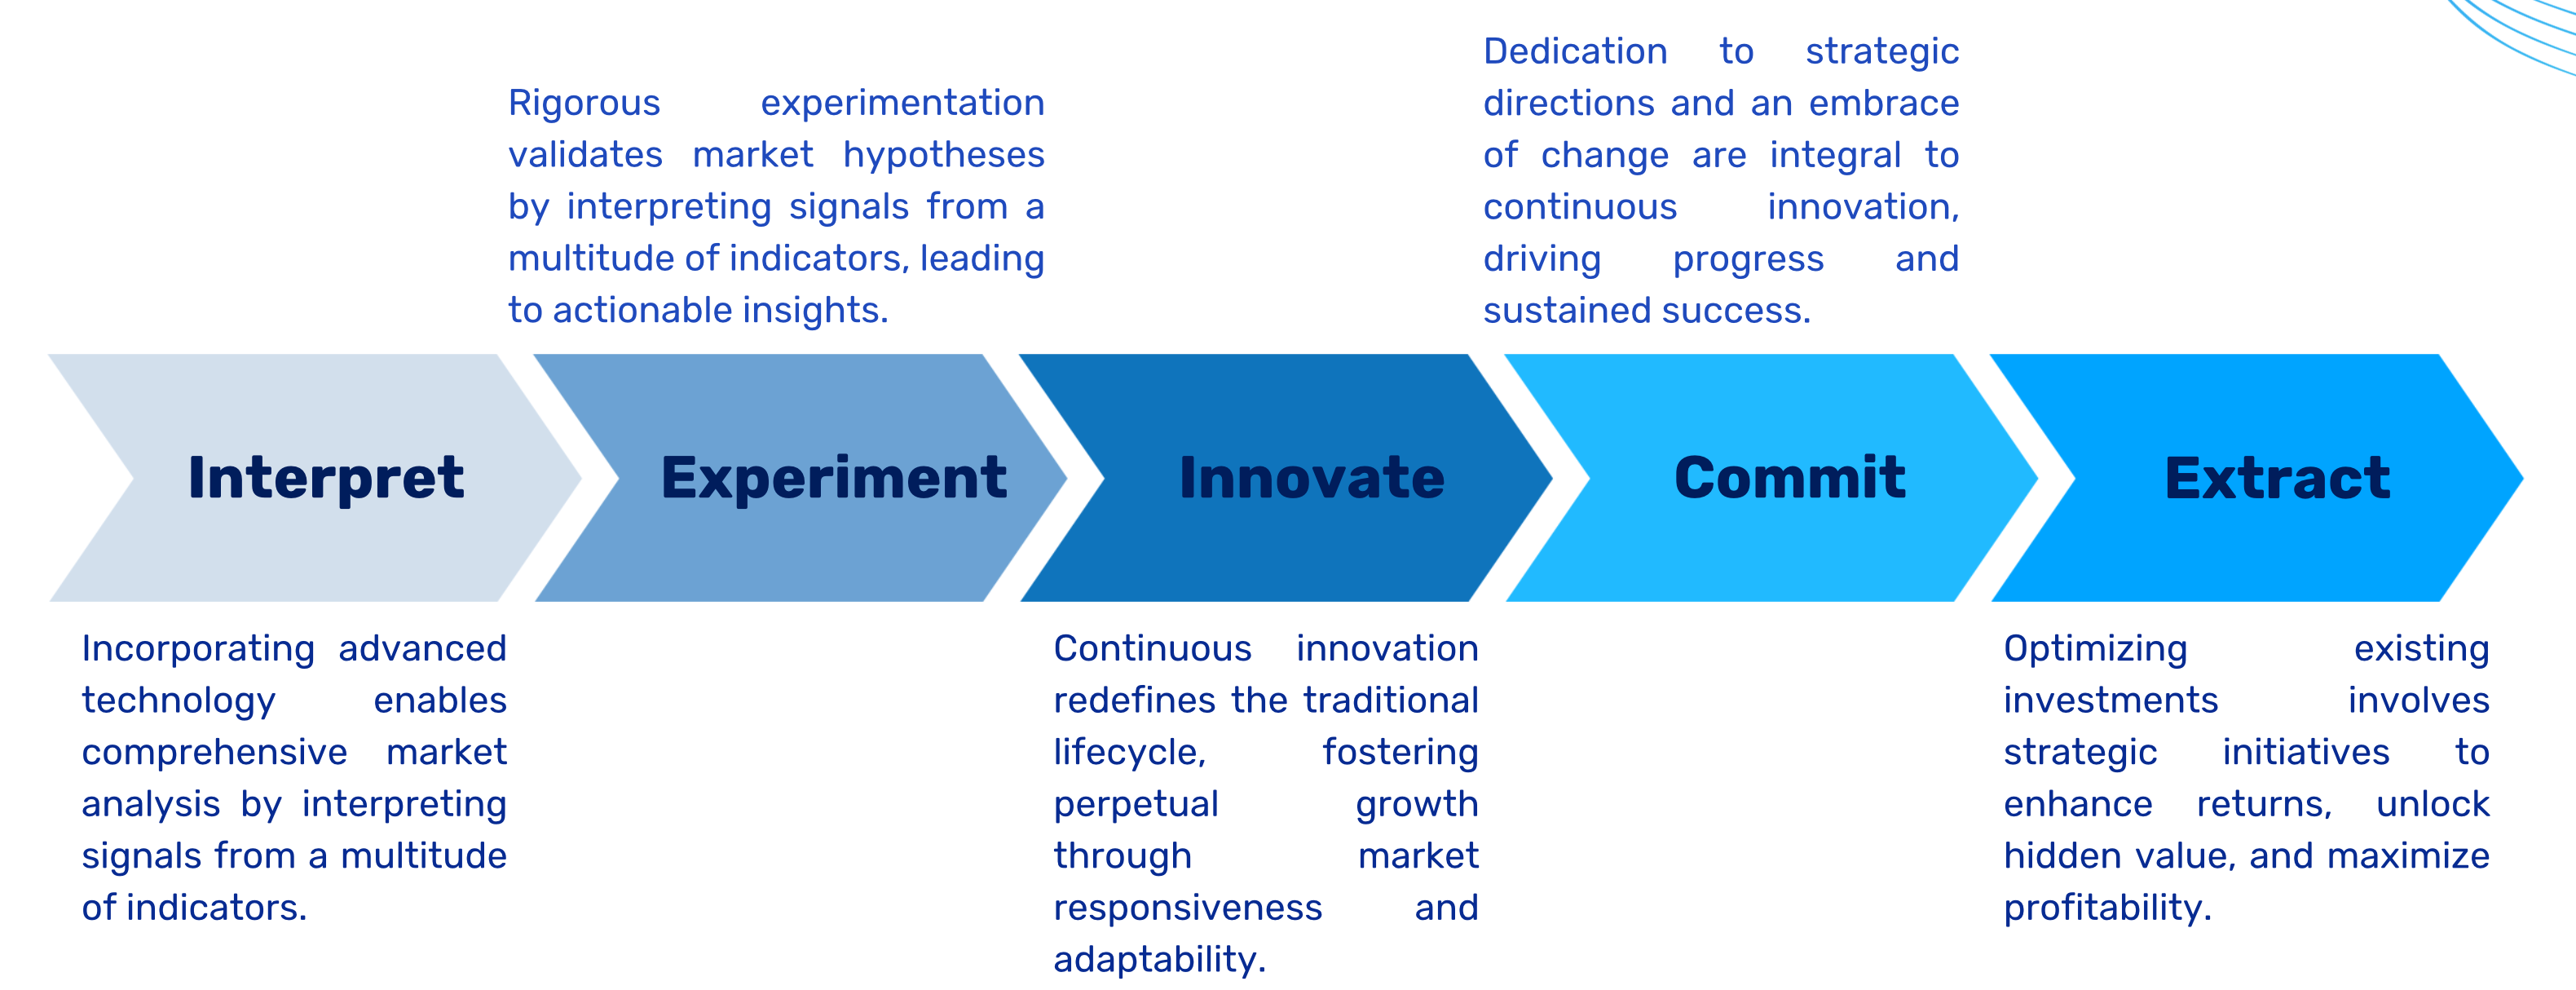 Dedication to strategic
directions and an embrace
of change are integral to
continuous innovation,
driving progress and
sustained success.
Rigorous experimentation
validates market hypotheses
by interpreting signals from a
multitude of indicators, leading
to actionable insights.
Interpret
Experiment
Innovate
Commit
Extract
Incorporating advanced
technology enables
comprehensive market
analysis by interpreting
signals from a multitude
of indicators.
Continuous innovation
redefines the traditional
lifecycle, fostering
perpetual growth
through market
responsiveness and
adaptability.
Optimizing existing
investments involves
strategic initiatives to
enhance returns, unlock
hidden value, and maximize
profitability.